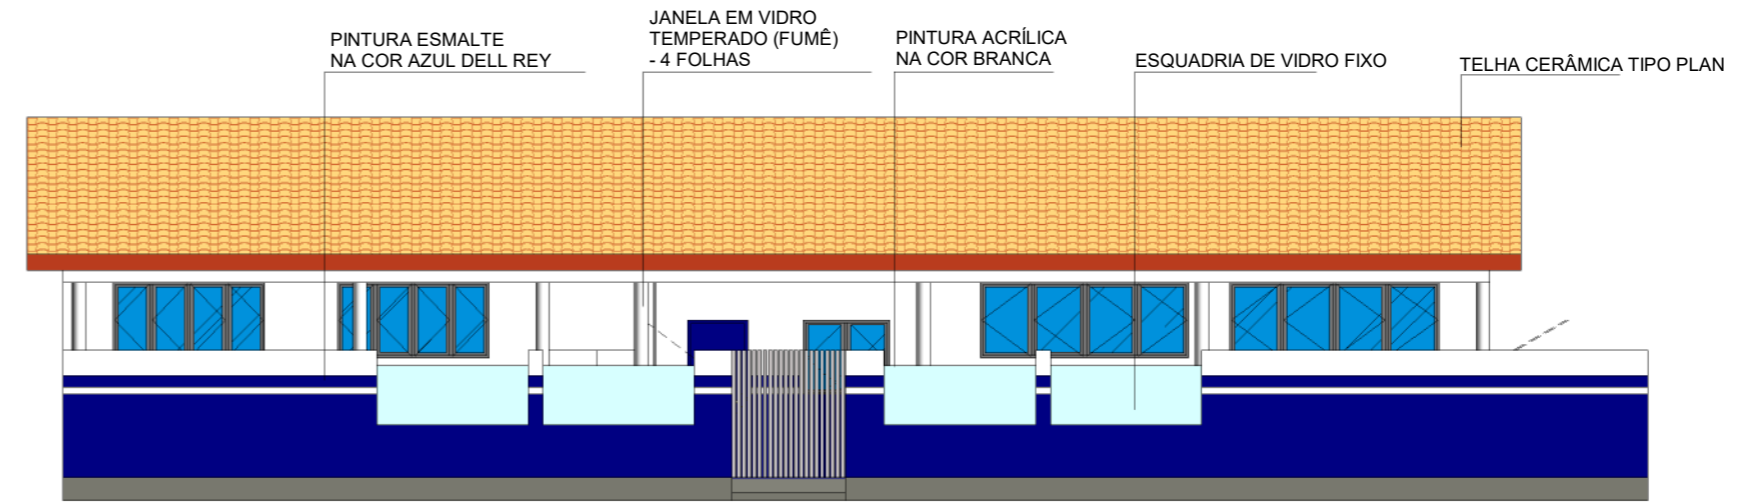 PINTURA ESMALTE
NA COR AZUL DELL REY
JANELA EM VIDRO
TEMPERADO (FUMÊ)
- 4 FOLHAS
PINTURA ACRÍLICA
NA COR BRANCA
ESQUADRIA DE VIDRO FIXO
TELHA CERÂMICA TIPO PLAN